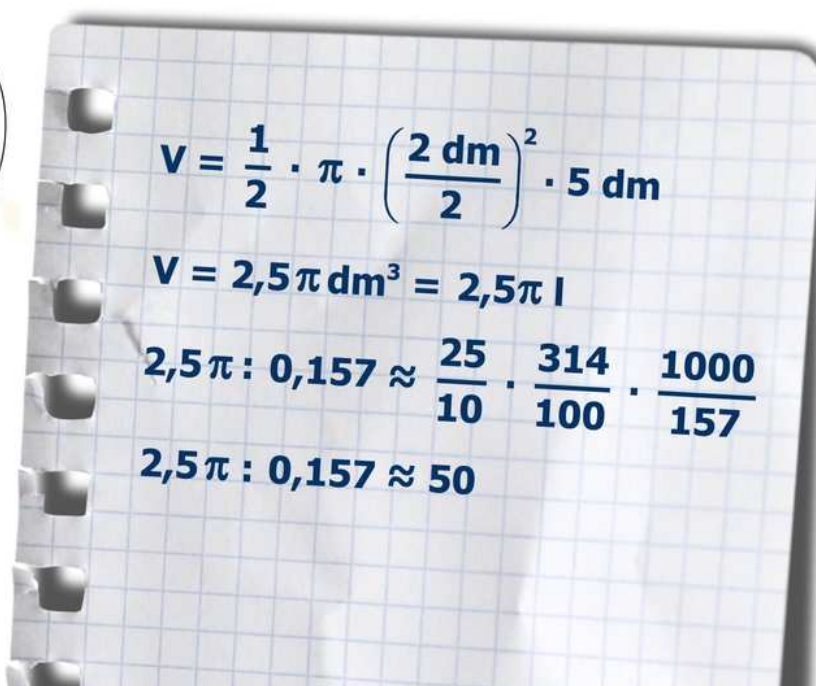 V = 1/2 · π · (2 dm/2)² · 5 dm
V = 2,5π dm³ = 2,5π l
2,5π : 0,157 ≈ 25/10 · 314/100 · 1000/157
2,5π : 0,157 ≈ 50